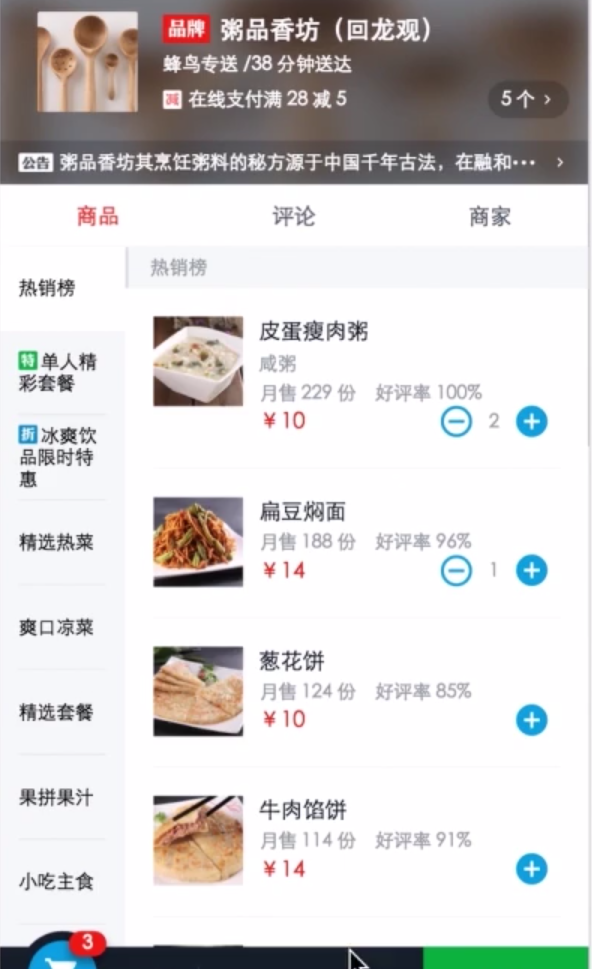 品牌 粥品香坊（回龙观）
蜂鸟专送 /38 分钟送达
减 在线支付满 28 减 5
5 个 >
公告 粥品香坊其烹饪粥料的秘方源于中国千年古法，在融和··· >
商品 评论 商家
热销榜
特 单人精
彩套餐
折 冰爽饮
品限时特
惠
精选热菜
爽口凉菜
精选套餐
果拼果汁
小吃主食
3
热销榜
皮蛋瘦肉粥
咸粥
月售 229 份 好评率 100%
￥10 2
扁豆焖面
月售 188 份 好评率 96%
￥14 1
葱花饼
月售 124 份 好评率 85%
￥10
牛肉馅饼
月售 114 份 好评率 91%
￥14